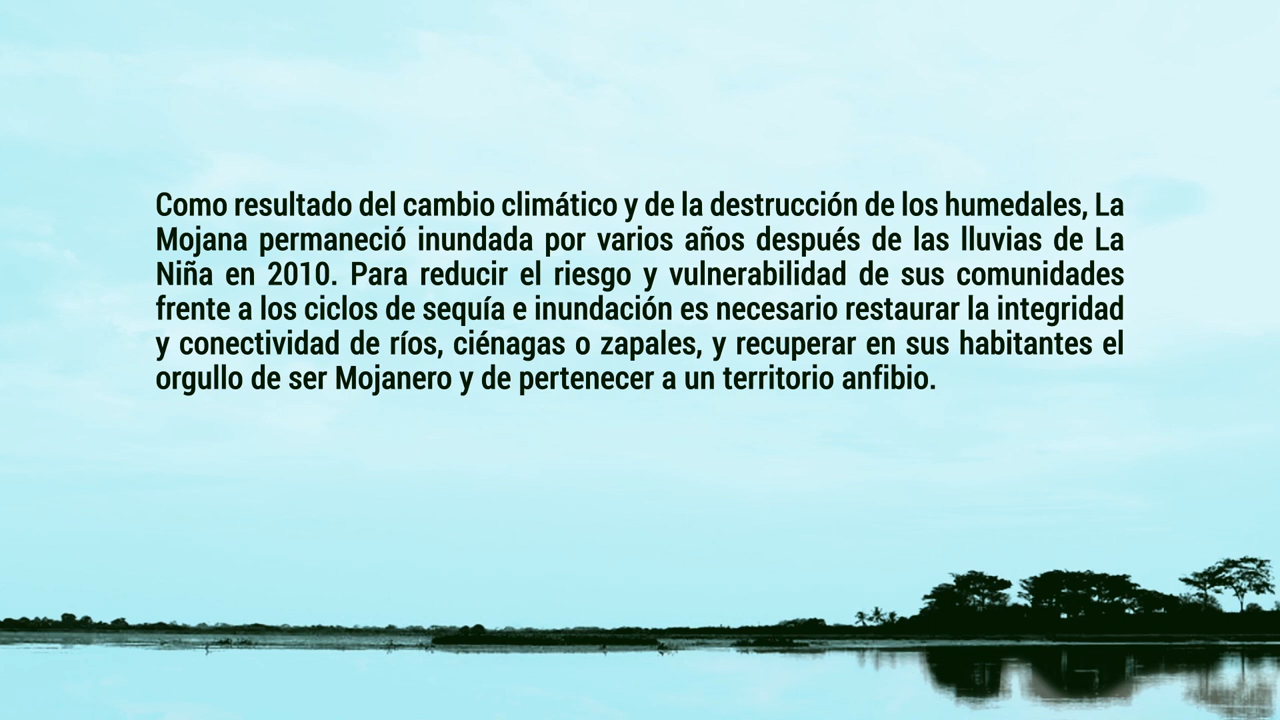 Como resultado del cambio climático y de la destrucción de los humedales, La
Mojana permaneció inundada por varios años después de las lluvias de La
Niña en 2010. Para reducir el riesgo y vulnerabilidad de sus comunidades
frente a los ciclos de sequía e inundación es necesario restaurar la integridad
y conectividad de ríos, ciénagas o zapales, y recuperar en sus habitantes el
orgullo de ser Mojanero y de pertenecer a un territorio anfibio.